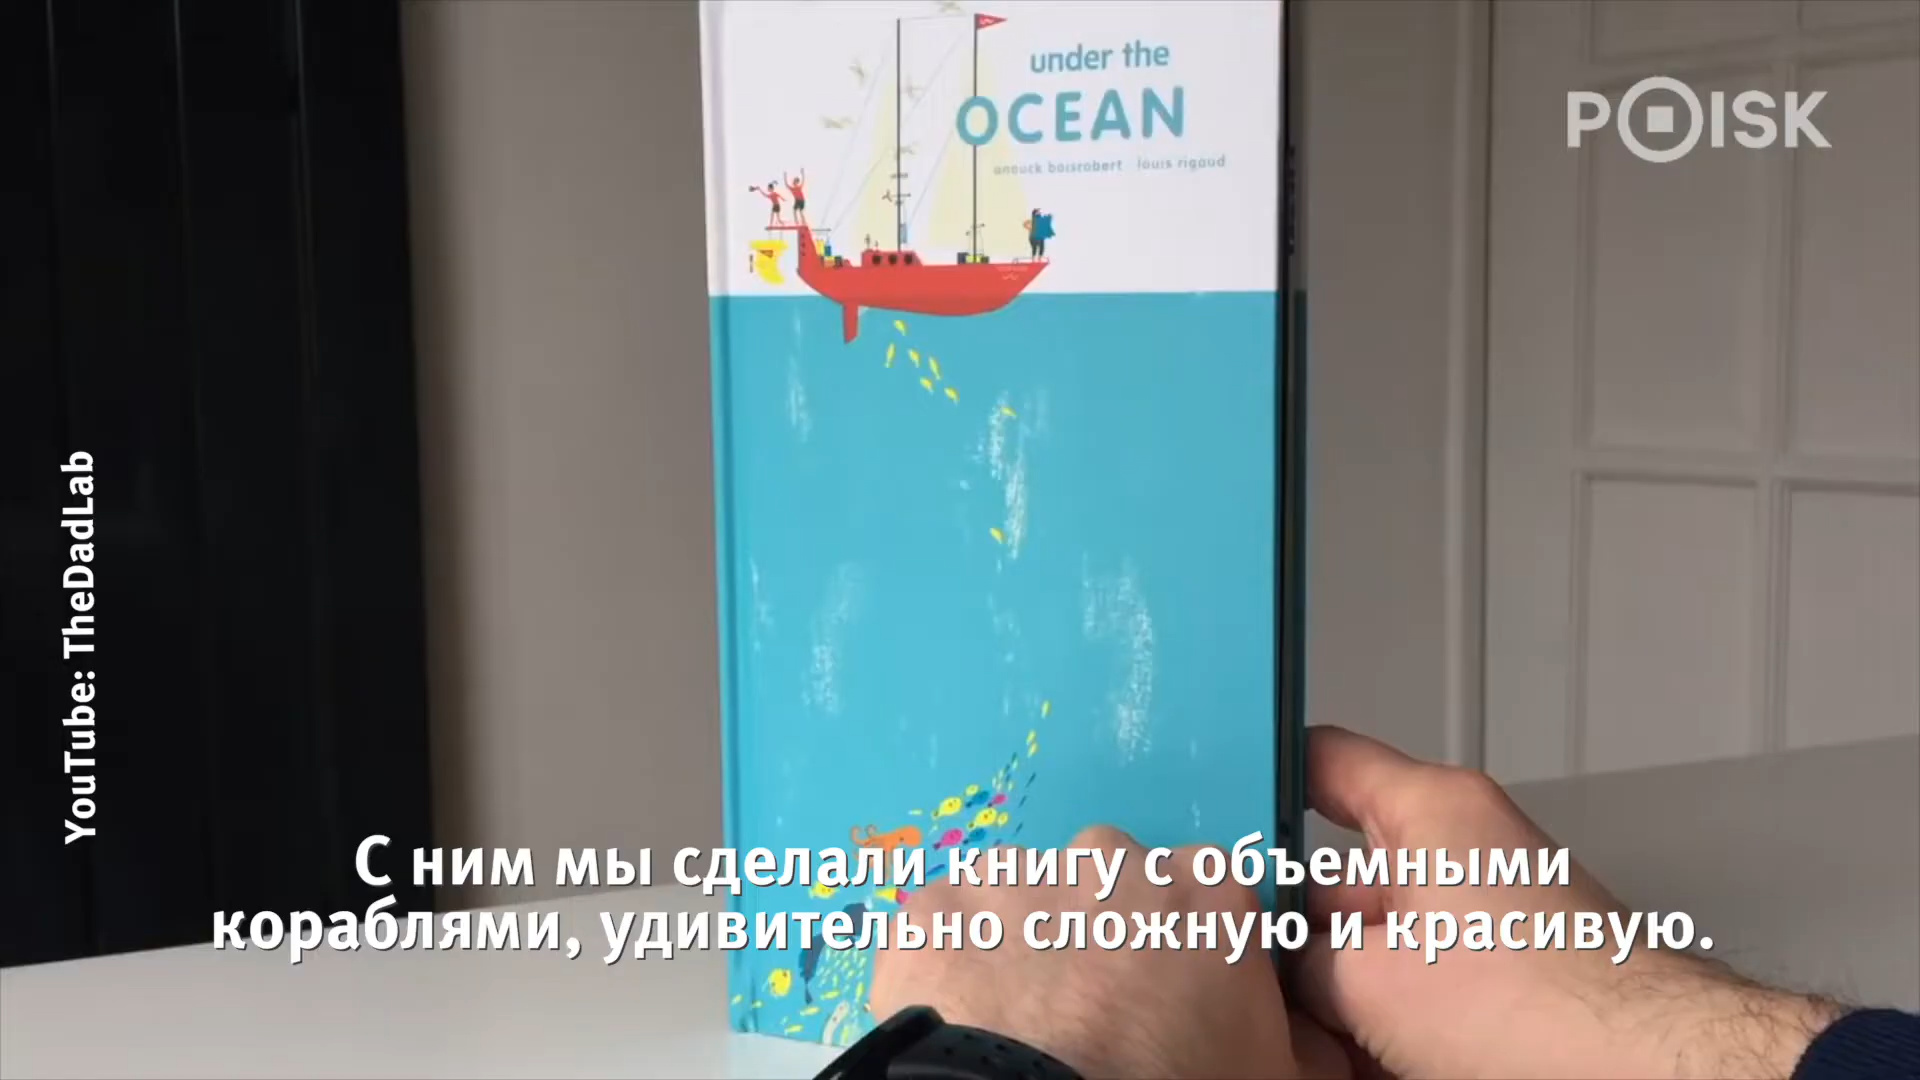 under the
OCEAN
anouck boisrobert louis rigaud
POISK
YouTube: TheDadLab
С ним мы сделали книгу с объемными
кораблями, удивительно сложную и красивую.